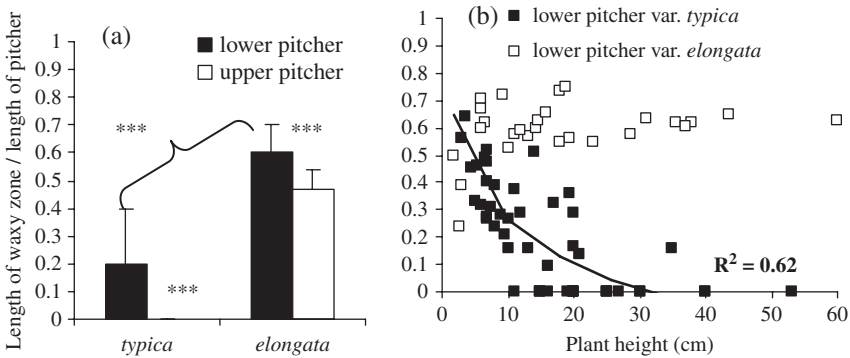 (a)
lower pitcher
upper pitcher
Length of waxy zone / length of pitcher
1
0.9
0.8
0.7
0.6
0.5
0.4
0.3
0.2
0.1
0
***
***
***
typica
elongata
(b)
lower pitcher var. typica
lower pitcher var. elongata
1
0.9
0.8
0.7
0.6
0.5
0.4
0.3
0.2
0.1
0
R² = 0.62
0 10 20 30 40 50 60
Plant height (cm)